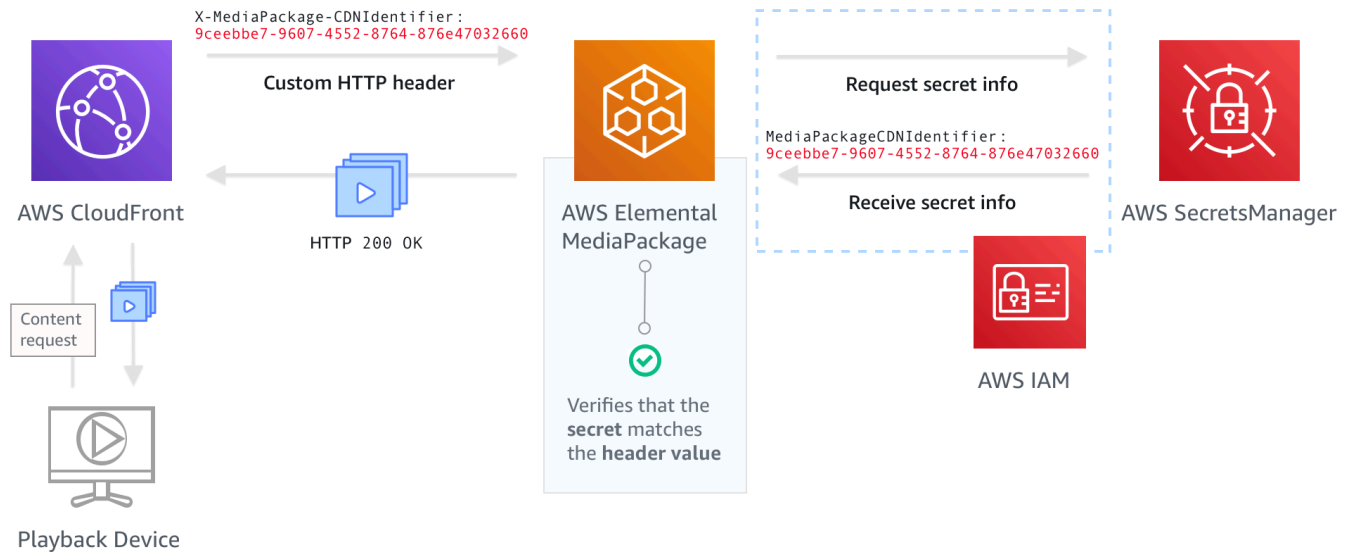 X-MediaPackage-CDNIdentifier:
9ceebbe7-9607-4552-8764-876e47032660
Custom HTTP header
Request secret info
MediaPackageCDNIdentifier:
9ceebbe7-9607-4552-8764-876e47032660
Receive secret info
AWS CloudFront
HTTP 200 OK
AWS Elemental
MediaPackage
AWS SecretsManager
Content
request
AWS IAM
Verifies that the
secret matches
the header value
Playback Device